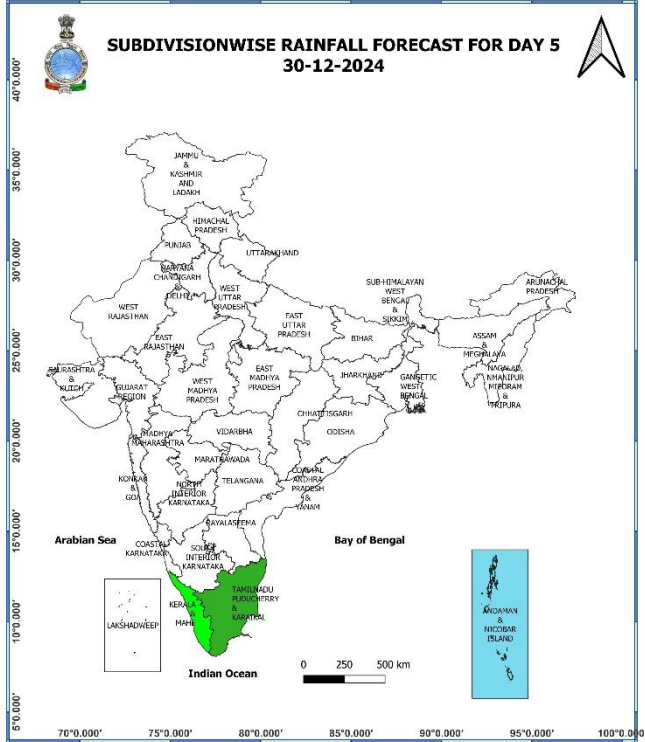 SUBDIVISIONWISE RAINFALL FORECAST FOR DAY 5
30-12-2024
40°0.000'
35°0.000'
30°0.000'
25°0.000'
20°0.000'
15°0.000'
10°0.000'
5°0.000'
JAMMU
&
KASHMIR
AND
LADAKH
HIMACHAL
PRADESH
PUNJAB
UTTARAKHAND
HARYANA
CHANDIGARH
&
DELHI
WEST
UTTAR
PRADESH
SUB-HIMALAYAN
WEST
BENGAL
&
SIKKIM
ARUNACHAL
PRADESH
WEST
RAJASTHAN
EAST
RAJASTHAN
EAST
UTTAR
PRADESH
BIHAR
ASSAM
&
MEGHALAYA
SAURASHTRA
&
KUTCH
GUJARAT
REGION
WEST
MADHYA
PRADESH
EAST
MADHYA
PRADESH
JHARKHAND
GANGETIC
WEST
BENGAL
NAGALAD,
MANIPUR
&
TRIPURA
CHHATTISGARH
ODISHA
MADHYA
MAHARASHTRA
VIDARBHA
MARATHWADA
TELANGANA
KONKAN
&
GOA
NORTH
INTERIOR
KARNATAKA
COASTAL
ANDHRA
PRADESH
&
YANAM
RAYALASEEMA
Arabian Sea
Bay of Bengal
COASTAL
KARNATAKA
SOUTH
INTERIOR
KARNATAKA
LAKSHADWEEP
KERALA
&
MAHE
TAMILNADU
PUDUCHERRY
&
KARAIKAL
ANDAMAN
&
NICOBAR
ISLAND
Indian Ocean
0 250 500 km
70°0.000' 75°0.000' 80°0.000' 85°0.000' 90°0.000' 95°0.000' 100°0.000'